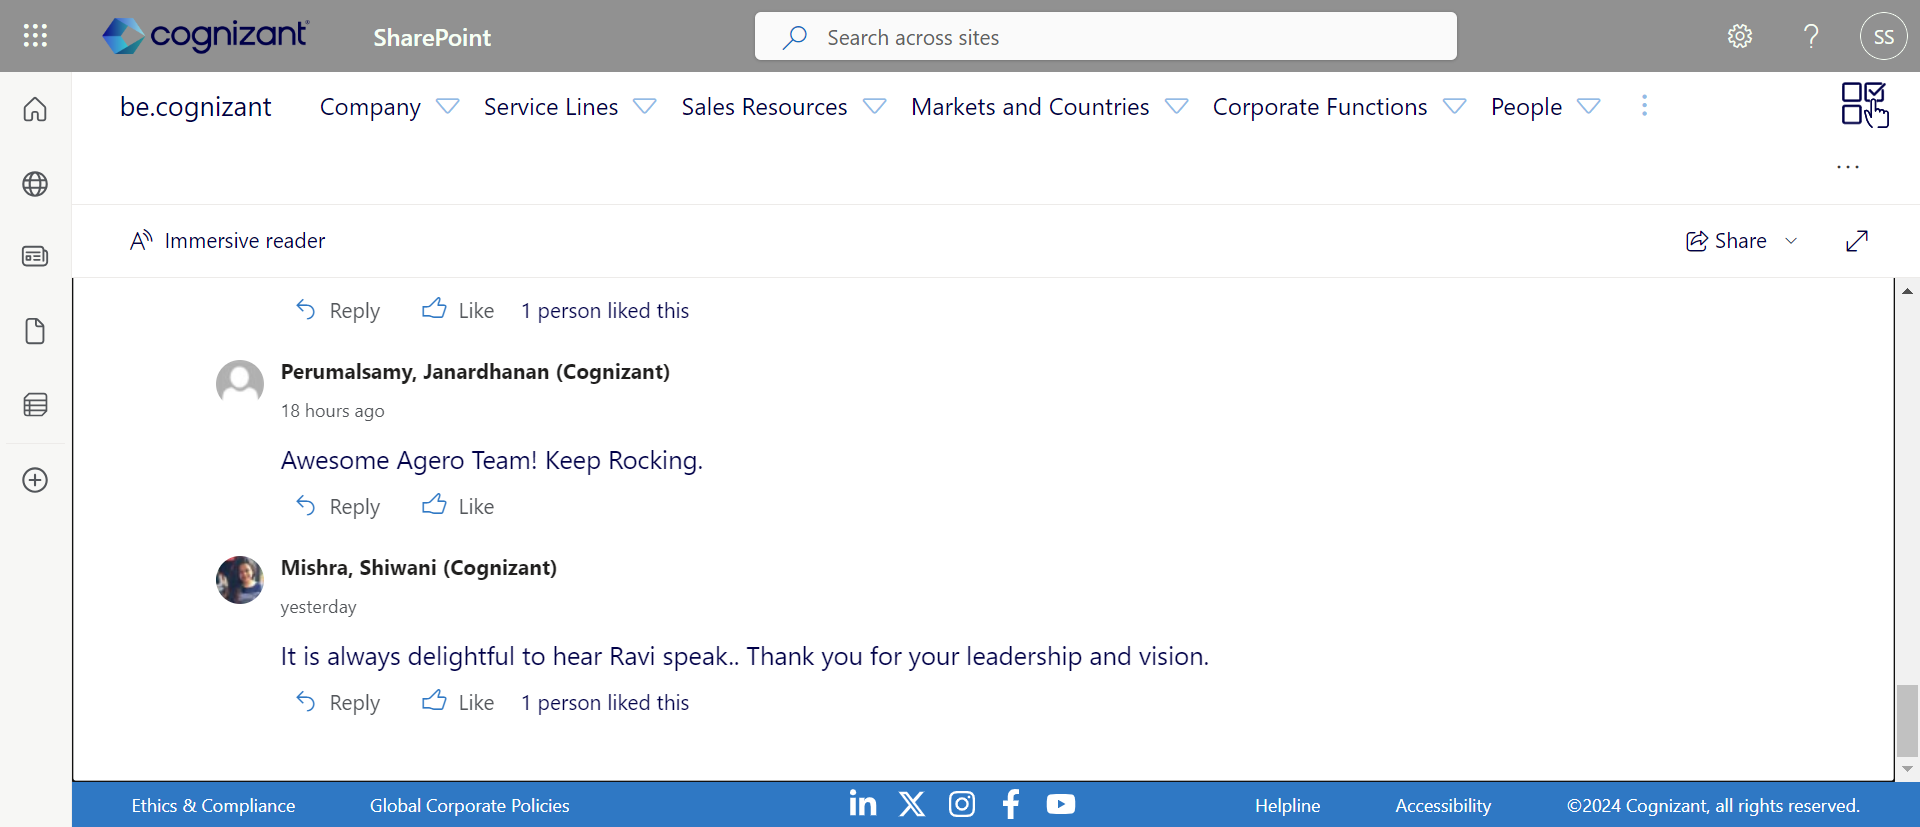 cognizant
SharePoint
Search across sites
SS
be.cognizant
Company
Service Lines
Sales Resources
Markets and Countries
Corporate Functions
People
Immersive reader
Share
Reply Like 1 person liked this
Perumalsamy, Janardhanan (Cognizant)
18 hours ago
Awesome Agero Team! Keep Rocking.
Reply Like
Mishra, Shiwani (Cognizant)
yesterday
It is always delightful to hear Ravi speak.. Thank you for your leadership and vision.
Reply Like 1 person liked this
Ethics & Compliance
Global Corporate Policies
Helpline
Accessibility
©2024 Cognizant, all rights reserved.